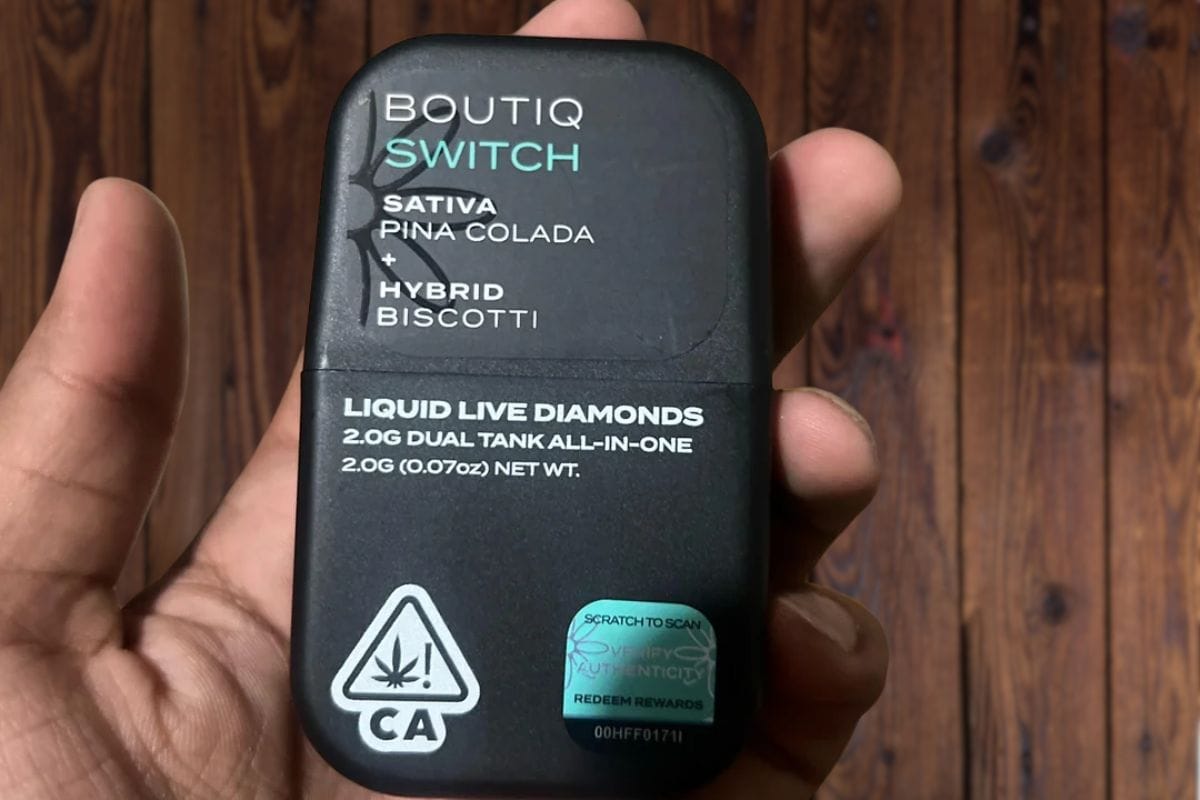 BOUTIQ
SWITCH
SATIVA
PINA COLADA
+
HYBRID
BISCOTTI
LIQUID LIVE DIAMONDS
2.0G DUAL TANK ALL-IN-ONE
2.0G (0.07oz) NET WT.
!
CA
SCRATCH TO SCAN
VERIFY
AUTHENTICITY
REDEEM REWARDS
00HFF0171I